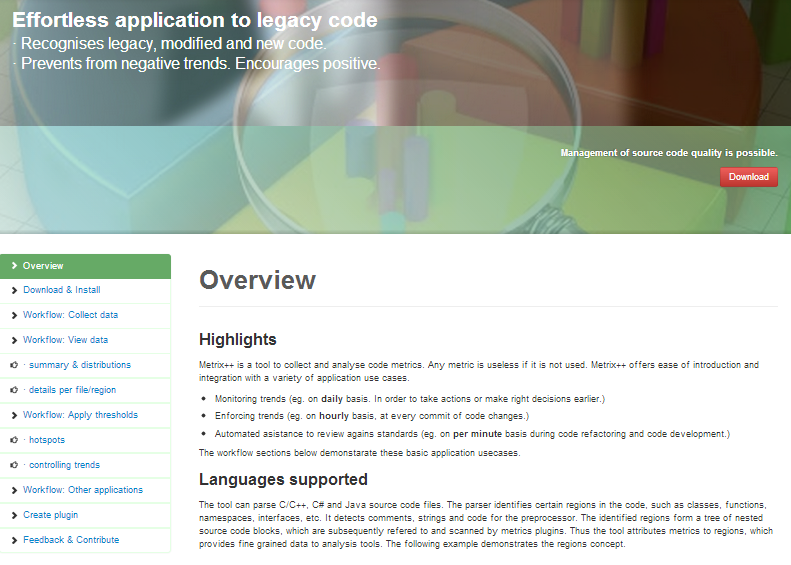 Effortless application to legacy code
· Recognises legacy, modified and new code.
· Prevents from negative trends. Encourages positive.
Management of source code quality is possible.
Download
Overview
Download & Install
Workflow: Collect data
Workflow: View data
· summary & distributions
· details per file/region
Workflow: Apply thresholds
· hotspots
· controlling trends
Workflow: Other applications
Create plugin
Feedback & Contribute
Overview
Highlights
Metrix++ is a tool to collect and analyse code metrics. Any metric is useless if it is not used. Metrix++ offers ease of introduction and
integration with a variety of application use cases.
Monitoring trends (eg. on daily basis. In order to take actions or make right decisions earlier.)
Enforcing trends (eg. on hourly basis, at every commit of code changes.)
Automated asistance to review agains standards (eg. on per minute basis during code refactoring and code development.)
The workflow sections below demonstarate these basic application usecases.
Languages supported
The tool can parse C/C++, C# and Java source code files. The parser identifies certain regions in the code, such as classes, functions,
namespaces, interfaces, etc. It detects comments, strings and code for the preprocessor. The identified regions form a tree of nested
source code blocks, which are subsequently refered to and scanned by metrics plugins. Thus the tool attributes metrics to regions, which
provides fine grained data to analysis tools. The following example demonstrates the regions concept.